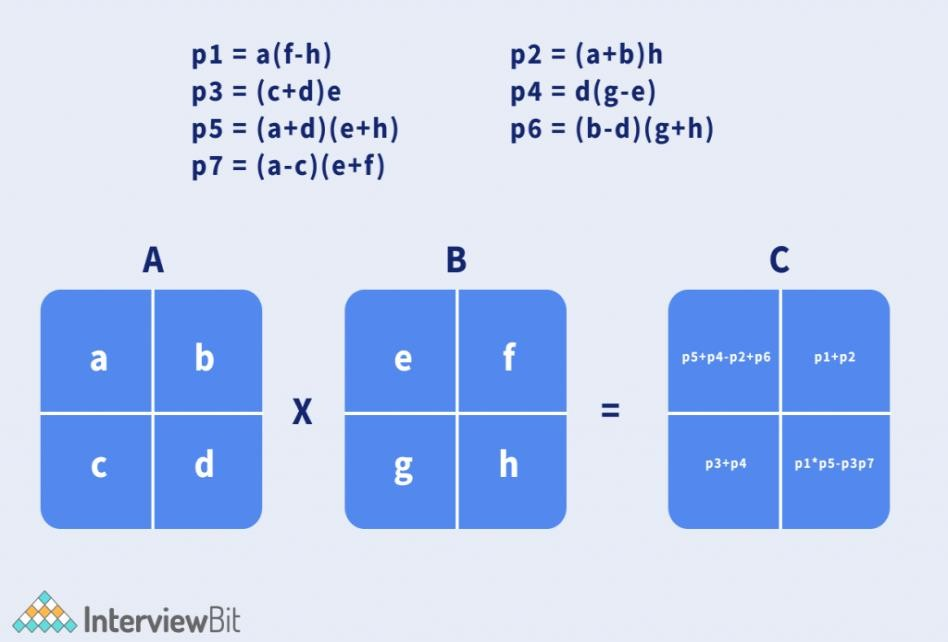 p1 = a(f-h)
p2 = (a+b)h
p3 = (c+d)e
p4 = d(g-e)
p5 = (a+d)(e+h)
p6 = (b-d)(g+h)
p7 = (a-c)(e+f)
A
B
C
a
b
e
f
p5+p4-p2+p6
p1+p2
X
=
c
d
g
h
p3+p4
p1*p5-p3p7
InterviewBit